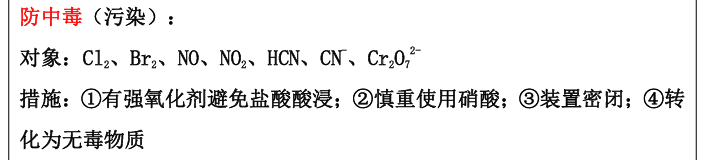 防中毒（污染）：
对象：Cl₂、Br₂、NO、NO₂、HCN、CN⁻、Cr₂O₇²⁻
措施：①有强氧化剂避免盐酸酸浸；②慎重使用硝酸；③装置密闭；④转
化为无毒物质